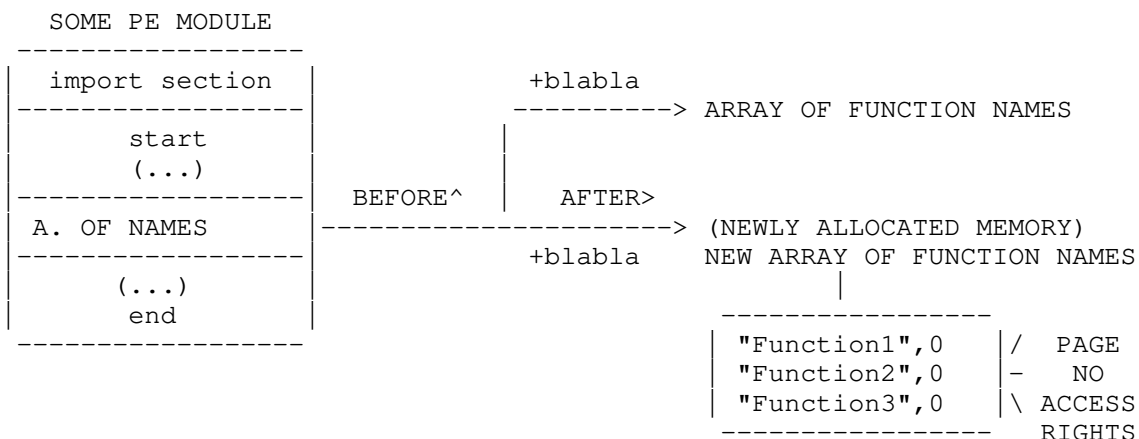 SOME PE MODULE
------------------
| import section |            +blabla
|------------------|           ----------> ARRAY OF FUNCTION NAMES
| start |           |
| (...) |           |
|------------------|  BEFORE^  |   AFTER>
| A. OF NAMES      |----------------------> (NEWLY ALLOCATED MEMORY)
|------------------|            +blabla    NEW ARRAY OF FUNCTION NAMES
| (...) |                                |
| end |                          -----------------
------------------              | "Function1",0 |/ PAGE
| "Function2",0 |- NO
| "Function3",0 |\ ACCESS
----------------- RIGHTS